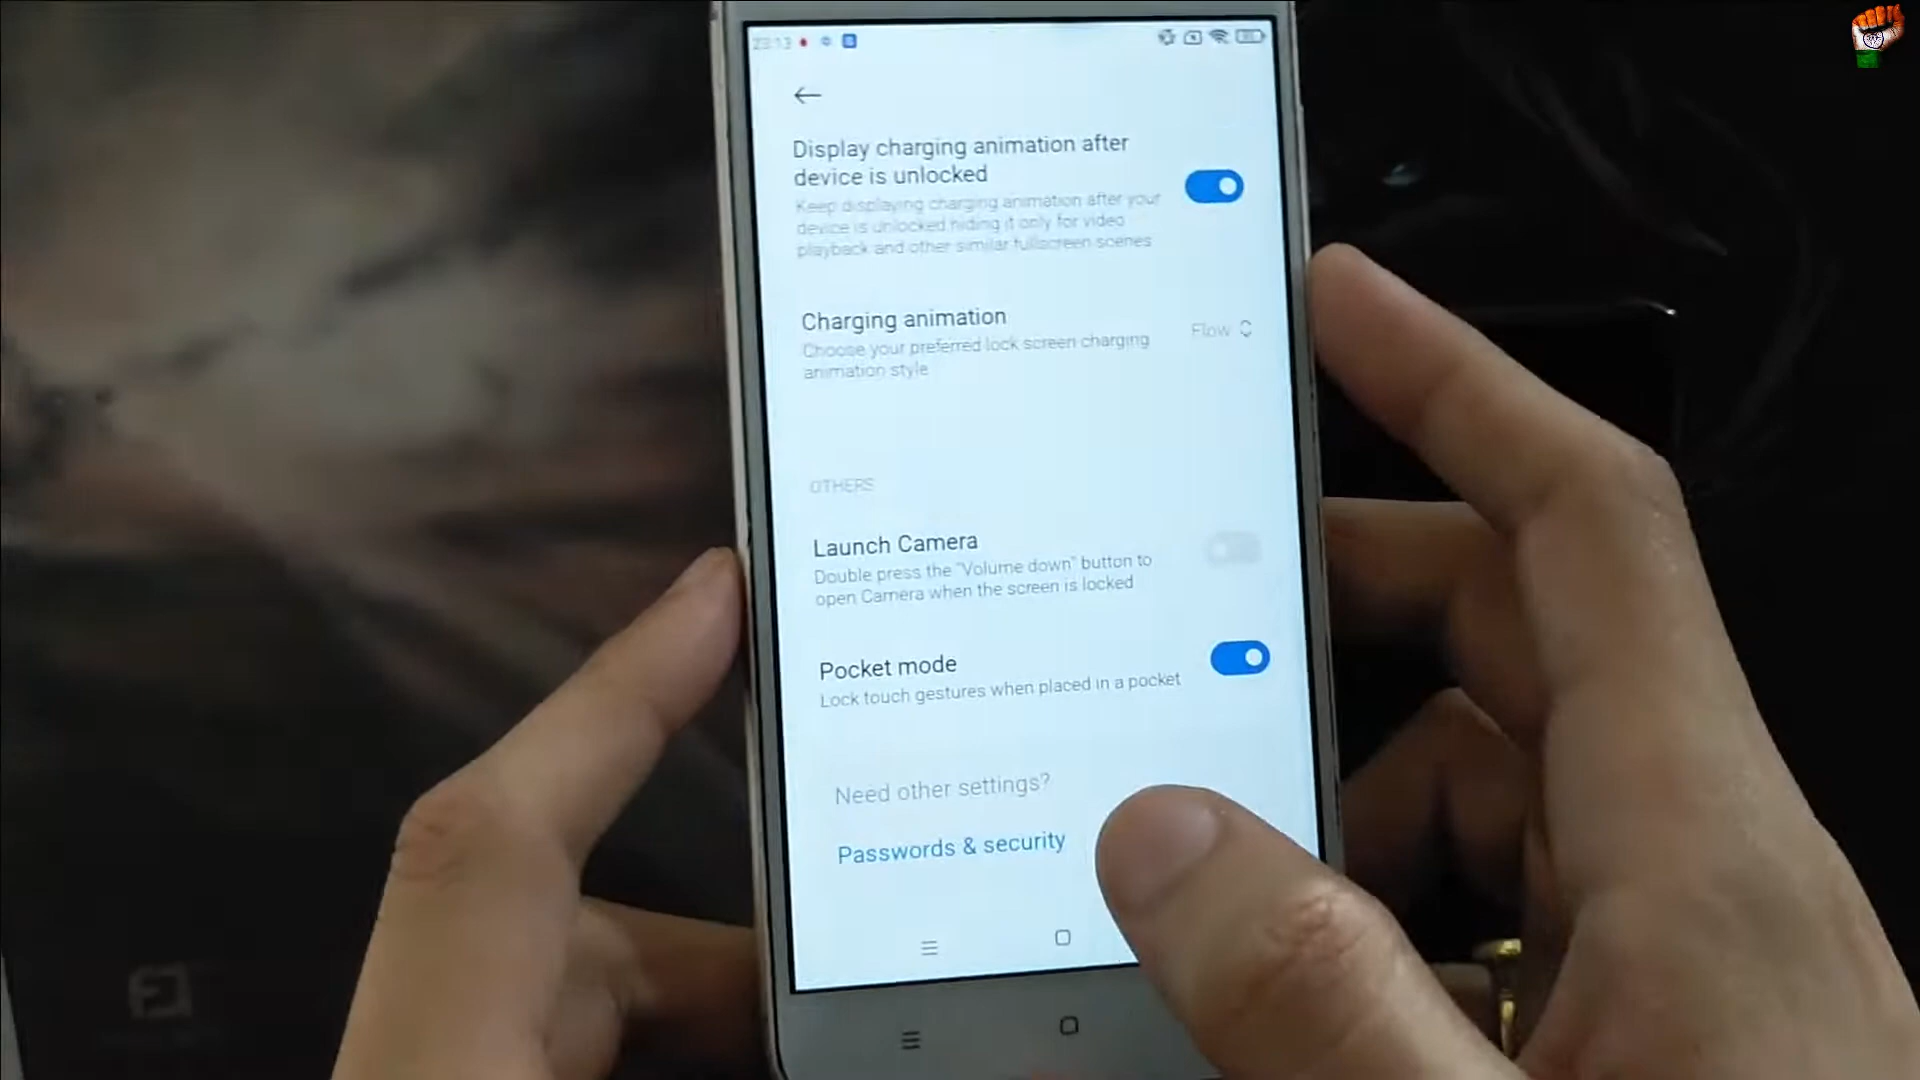 23:13
Display charging animation after
device is unlocked
Keep displaying charging animation after your
device is unlocked hiding it only for video
playback and other similar fullscreen scenes
Charging animation
Flow
Choose your preferred lock screen charging
animation style
OTHERS
Launch Camera
Double press the "Volume down" button to
open Camera when the screen is locked
Pocket mode
Lock touch gestures when placed in a pocket
Need other settings?
Passwords & security